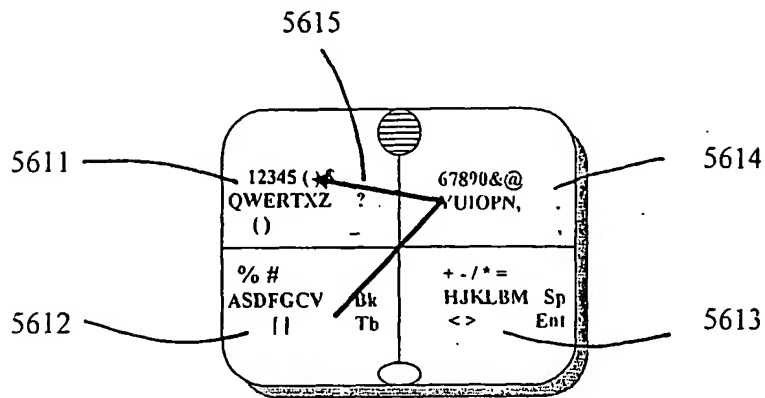 5615
5611
12345 (
67890&@
5614
QWERTXZ ?
YUIOPN, .
( ) _ ,
% #
+ - / * =
ASDFGCV Bk
HJKLBM Sp
5612
[ ] Tb
< > Ent
5613